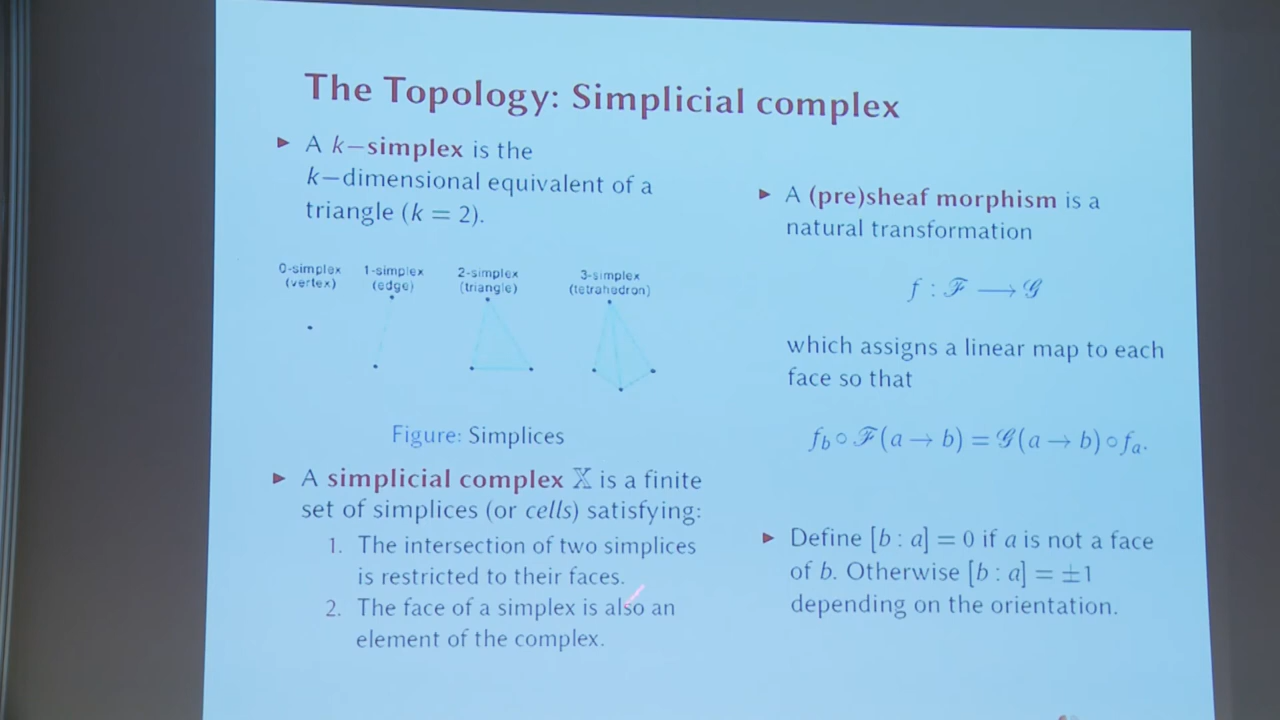 The Topology: Simplicial complex
▶ A k−simplex is the
k−dimensional equivalent of a
triangle (k = 2).
0-simplex (vertex)
1-simplex (edge)
2-simplex (triangle)
3-simplex (tetrahedron)
Figure: Simplices
▶ A simplicial complex 𝕏 is a finite
set of simplices (or cells) satisfying:
1. The intersection of two simplices
is restricted to their faces.
2. The face of a simplex is also an
element of the complex.
▶ A (pre)sheaf morphism is a
natural transformation
f : ℱ ⟶ 𝒢
which assigns a linear map to each
face so that
f_b ∘ ℱ(a → b) = 𝒢(a → b) ∘ f_a.
▶ Define [b : a] = 0 if a is not a face
of b. Otherwise [b : a] = ±1
depending on the orientation.